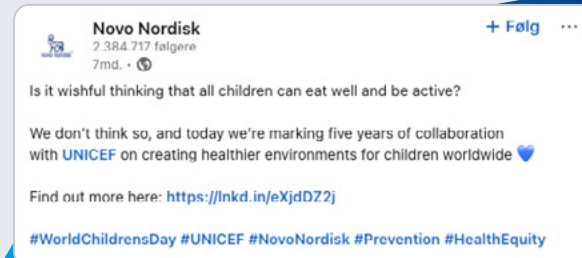 Novo Nordisk
+ Følg ...
2.384.717 følgere
7md. •
Is it wishful thinking that all children can eat well and be active?
We don't think so, and today we're marking five years of collaboration
with UNICEF on creating healthier environments for children worldwide 💙
Find out more here: https://lnkd.in/eXjdDZ2j
#WorldChildrensDay #UNICEF #NovoNordisk #Prevention #HealthEquity